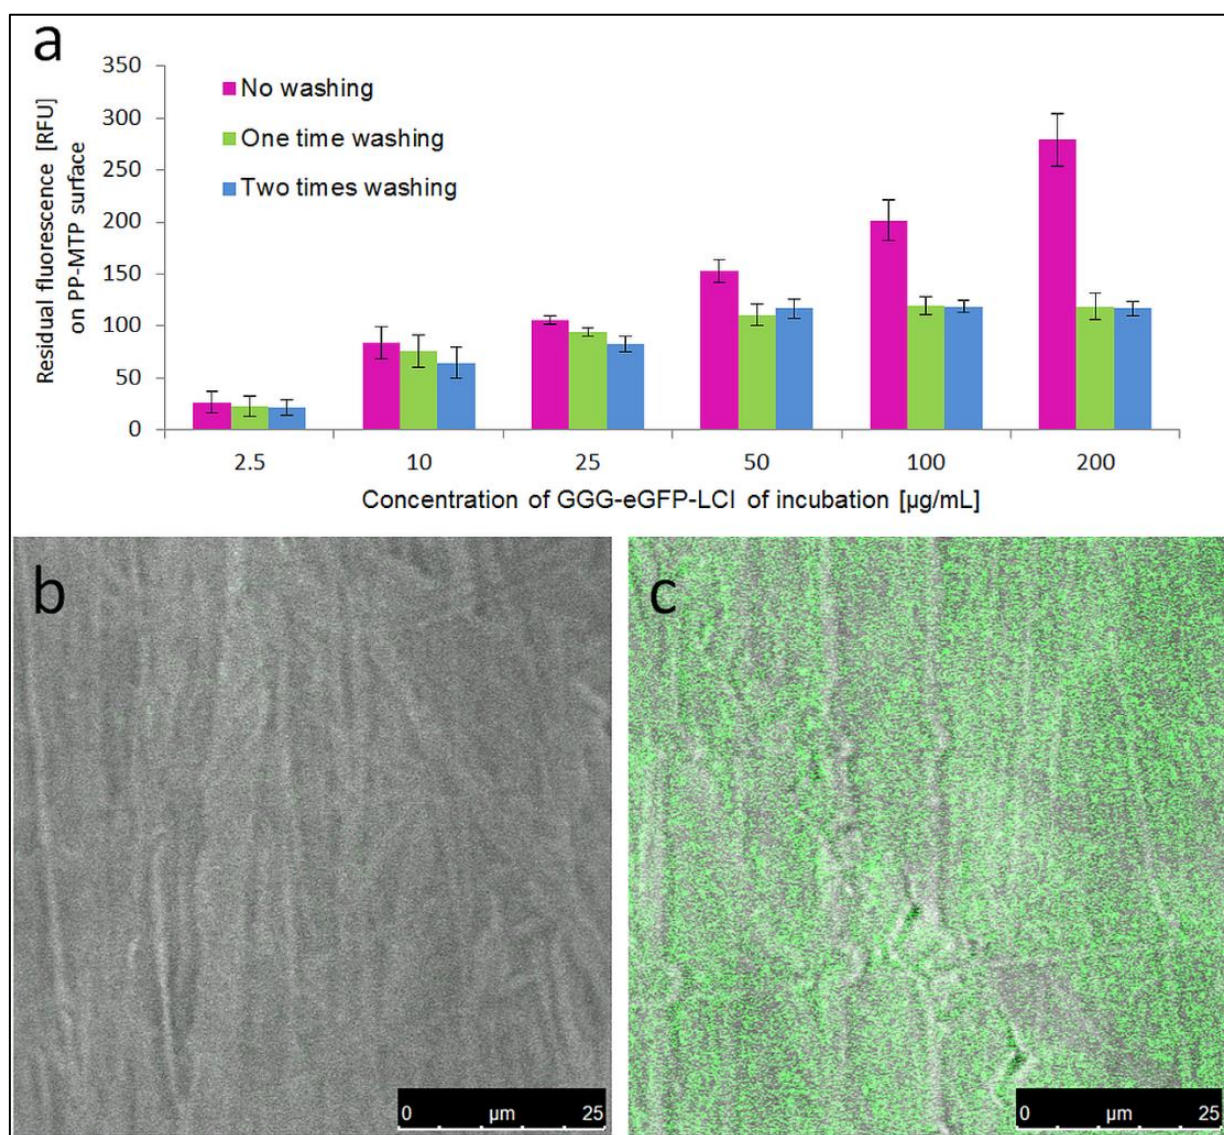 a
350
300
250
200
150
100
50
0
Residual fluorescence [RFU]
on PP-MTP surface
No washing
One time washing
Two times washing
2.5 10 25 50 100 200
Concentration of GGG-eGFP-LCI of incubation [µg/mL]
b
c
0 µm 25
0 µm 25